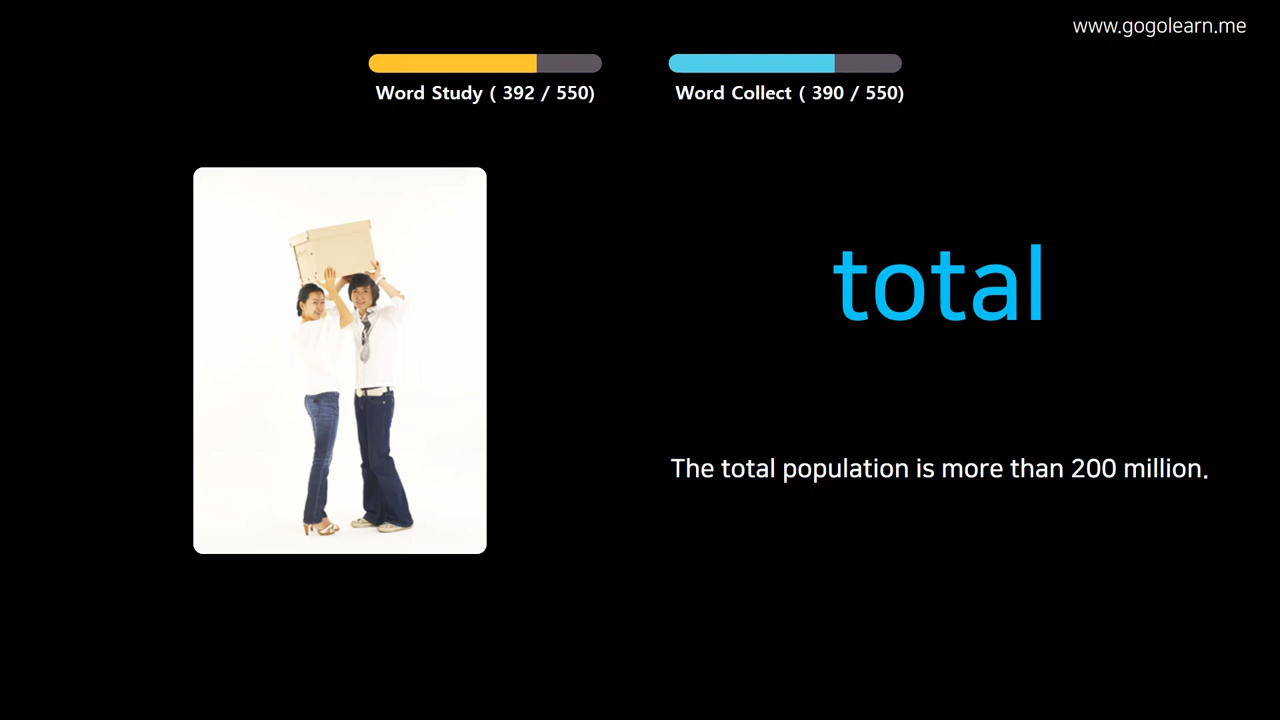 www.gogolearn.me
Word Study ( 392 / 550)
Word Collect ( 390 / 550)
total
The total population is more than 200 million.